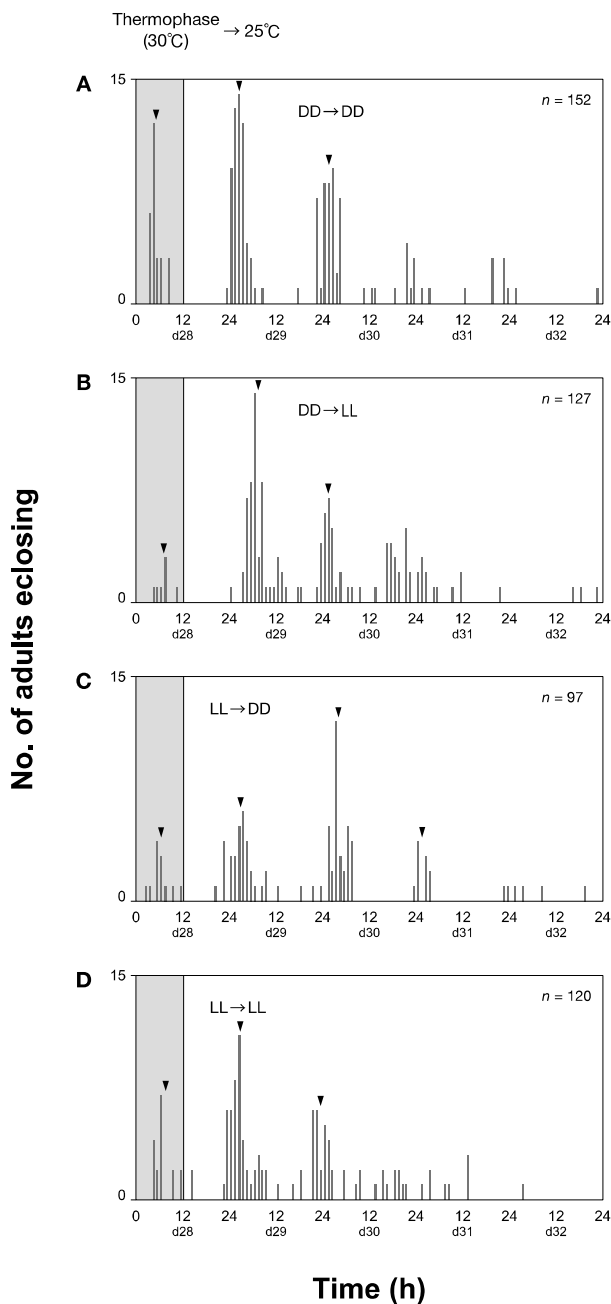 Thermophase
(30℃) → 25℃
A
15
DD→DD
n = 152
0
0 12 24 12 24 12 24 12 24 12 24
d28 d29 d30 d31 d32
B
15
DD→LL
n = 127
0
0 12 24 12 24 12 24 12 24 12 24
d28 d29 d30 d31 d32
C
15
LL→DD
n = 97
0
0 12 24 12 24 12 24 12 24 12 24
d28 d29 d30 d31 d32
D
15
LL→LL
n = 120
0
0 12 24 12 24 12 24 12 24 12 24
d28 d29 d30 d31 d32
No. of adults eclosing
Time (h)